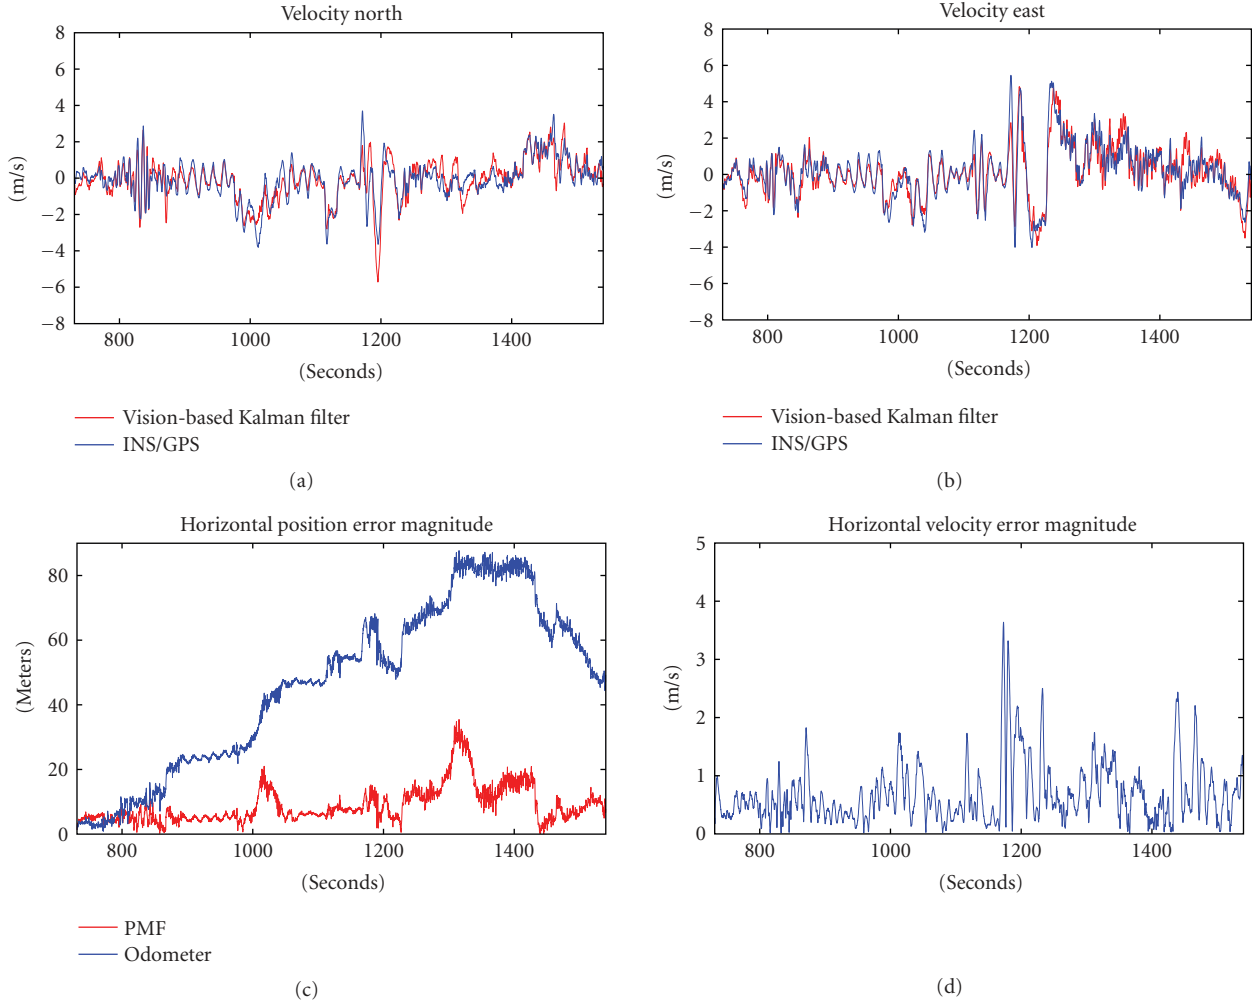 Velocity north
8
6
4
2
0
−2
−4
−6
−8
(m/s)
800 1000 1200 1400
(Seconds)
Vision-based Kalman filter
INS/GPS
(a)
Velocity east
8
6
4
2
0
−2
−4
−6
−8
(m/s)
800 1000 1200 1400
(Seconds)
Vision-based Kalman filter
INS/GPS
(b)
Horizontal position error magnitude
80
60
40
20
0
(Meters)
800 1000 1200 1400
(Seconds)
PMF
Odometer
(c)
Horizontal velocity error magnitude
5
4
3
2
1
0
(m/s)
800 1000 1200 1400
(Seconds)
(d)